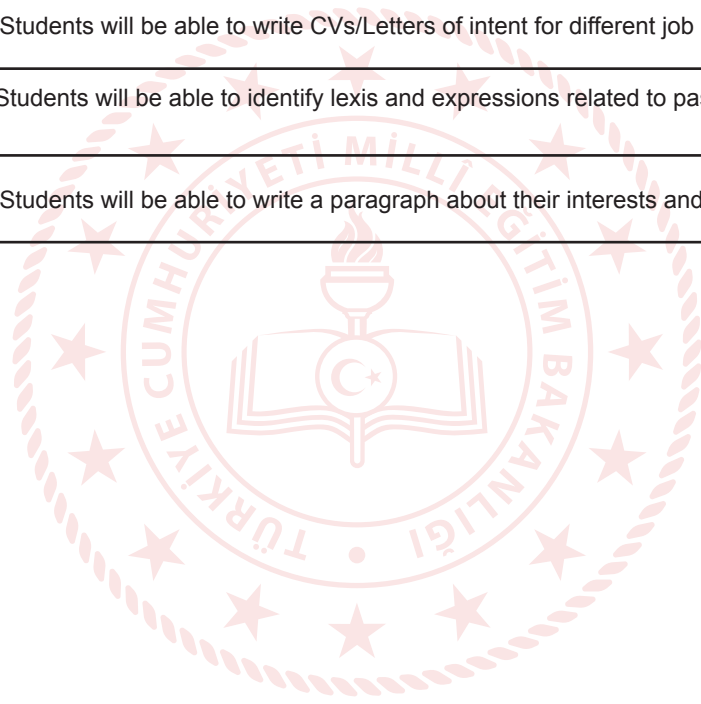 Students will be able to write CVs/Letters of intent for different job
Students will be able to identify lexis and expressions related to
Students will be able to write a paragraph about their interests and
TÜRKİYE CUMHURİYETİ MİLLÎ EĞİTİM BAKANLIĞI